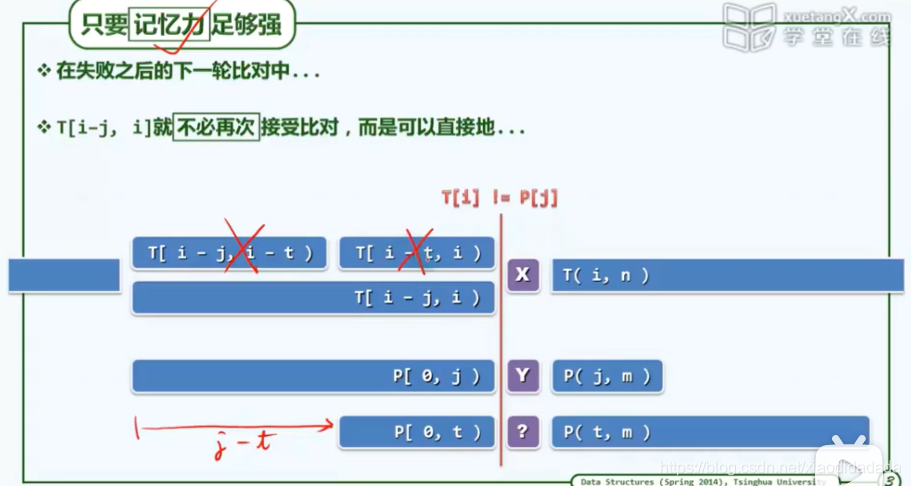 只要记忆力足够强
xuetangX.com
学堂在线
❖ 在失败之后的下一轮比对中...
❖ T[i-j, i]就不必再次接受比对，而是可以直接地...
T[i] != P[j]
T[ i - j, i - t ) T[ i - t, i )
X T( i, n )
T[ i - j, i )
P[ 0, j ) Y P( j, m )
P[ 0, t ) ? P( t, m )
j - t
https://blog.csdn.net/xiaodidadada
Data Structures (Spring 2014), Tsinghua University 3